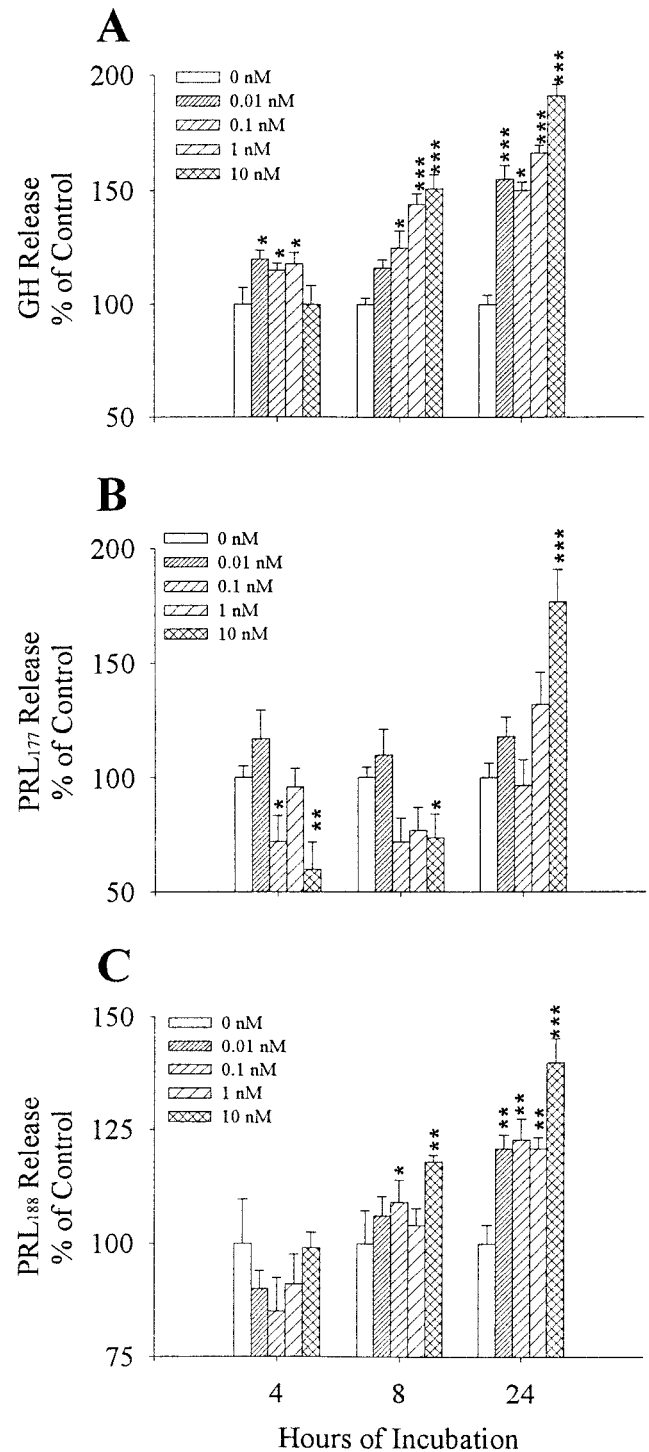 A
GH Release
% of Control
200
150
100
50
0 nM
0.01 nM
0.1 nM
1 nM
10 nM
* * *
* *** ***
*** * *** ***
B
PRL177 Release
% of Control
200
150
100
50
0 nM
0.01 nM
0.1 nM
1 nM
10 nM
* **
*
***
C
PRL188 Release
% of Control
150
125
100
75
0 nM
0.01 nM
0.1 nM
1 nM
10 nM
* **
** ** ** ***
4 8 24
Hours of Incubation